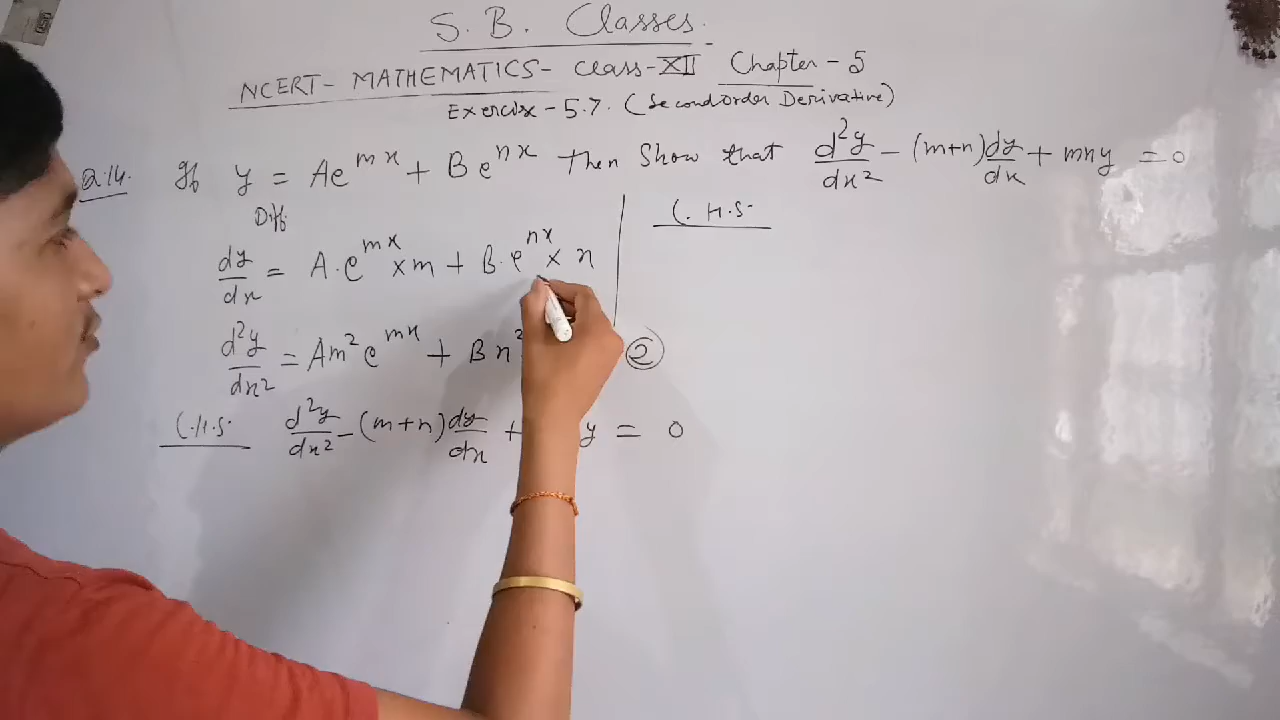 S. B. Classes.
NCERT- MATHEMATICS- Class-XII Chapter - 5
Exercise - 5.7. (Second order Derivative)
Q.14. If y = Ae^{mx} + Be^{nx} Then Show that d²y/dx² - (m+n)dy/dx + mny = 0
Diff
dy/dx = A.e^{mx} × m + B.e^{nx} × n
L.H.S.
d²y/dx² = Am²e^{mx} + Bn² ②
L.H.S. d²y/dx² - (m+n)dy/dx + y = 0